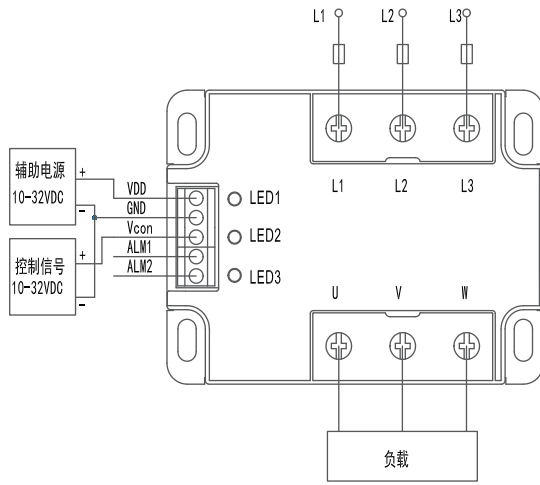 L1 L2 L3
辅助电源
10-32VDC
+
-
控制信号
10-32VDC
+
-
VDD
GND
Vcon
ALM1
ALM2
LED1
LED2
LED3
L1 L2 L3
U V W
负载